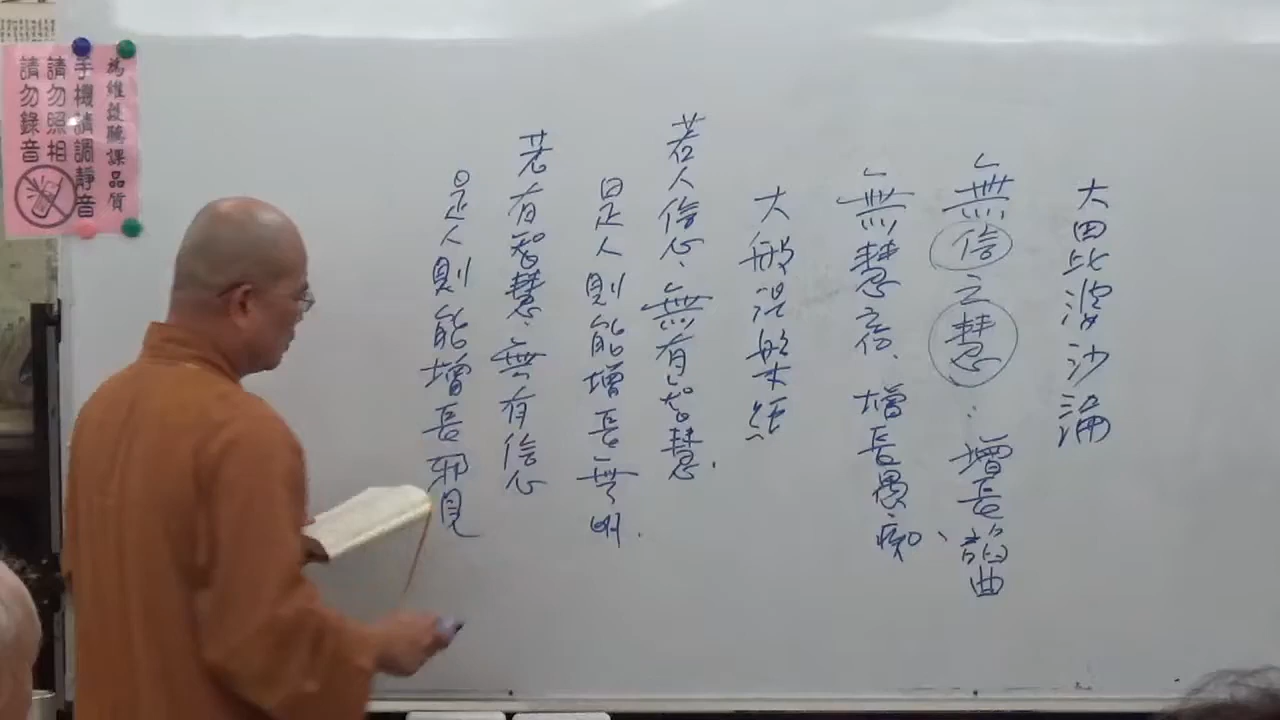 大毘婆沙論
「無信之慧、增長諂曲、
「無慧之信、增長愚痴
大般涅槃經
若人信心、無有智慧.
是人則能增長無明.
若有智慧、無有信心
是人則能增長邪見
為維護聽課品質
手機請調靜音
請勿照相
請勿錄音